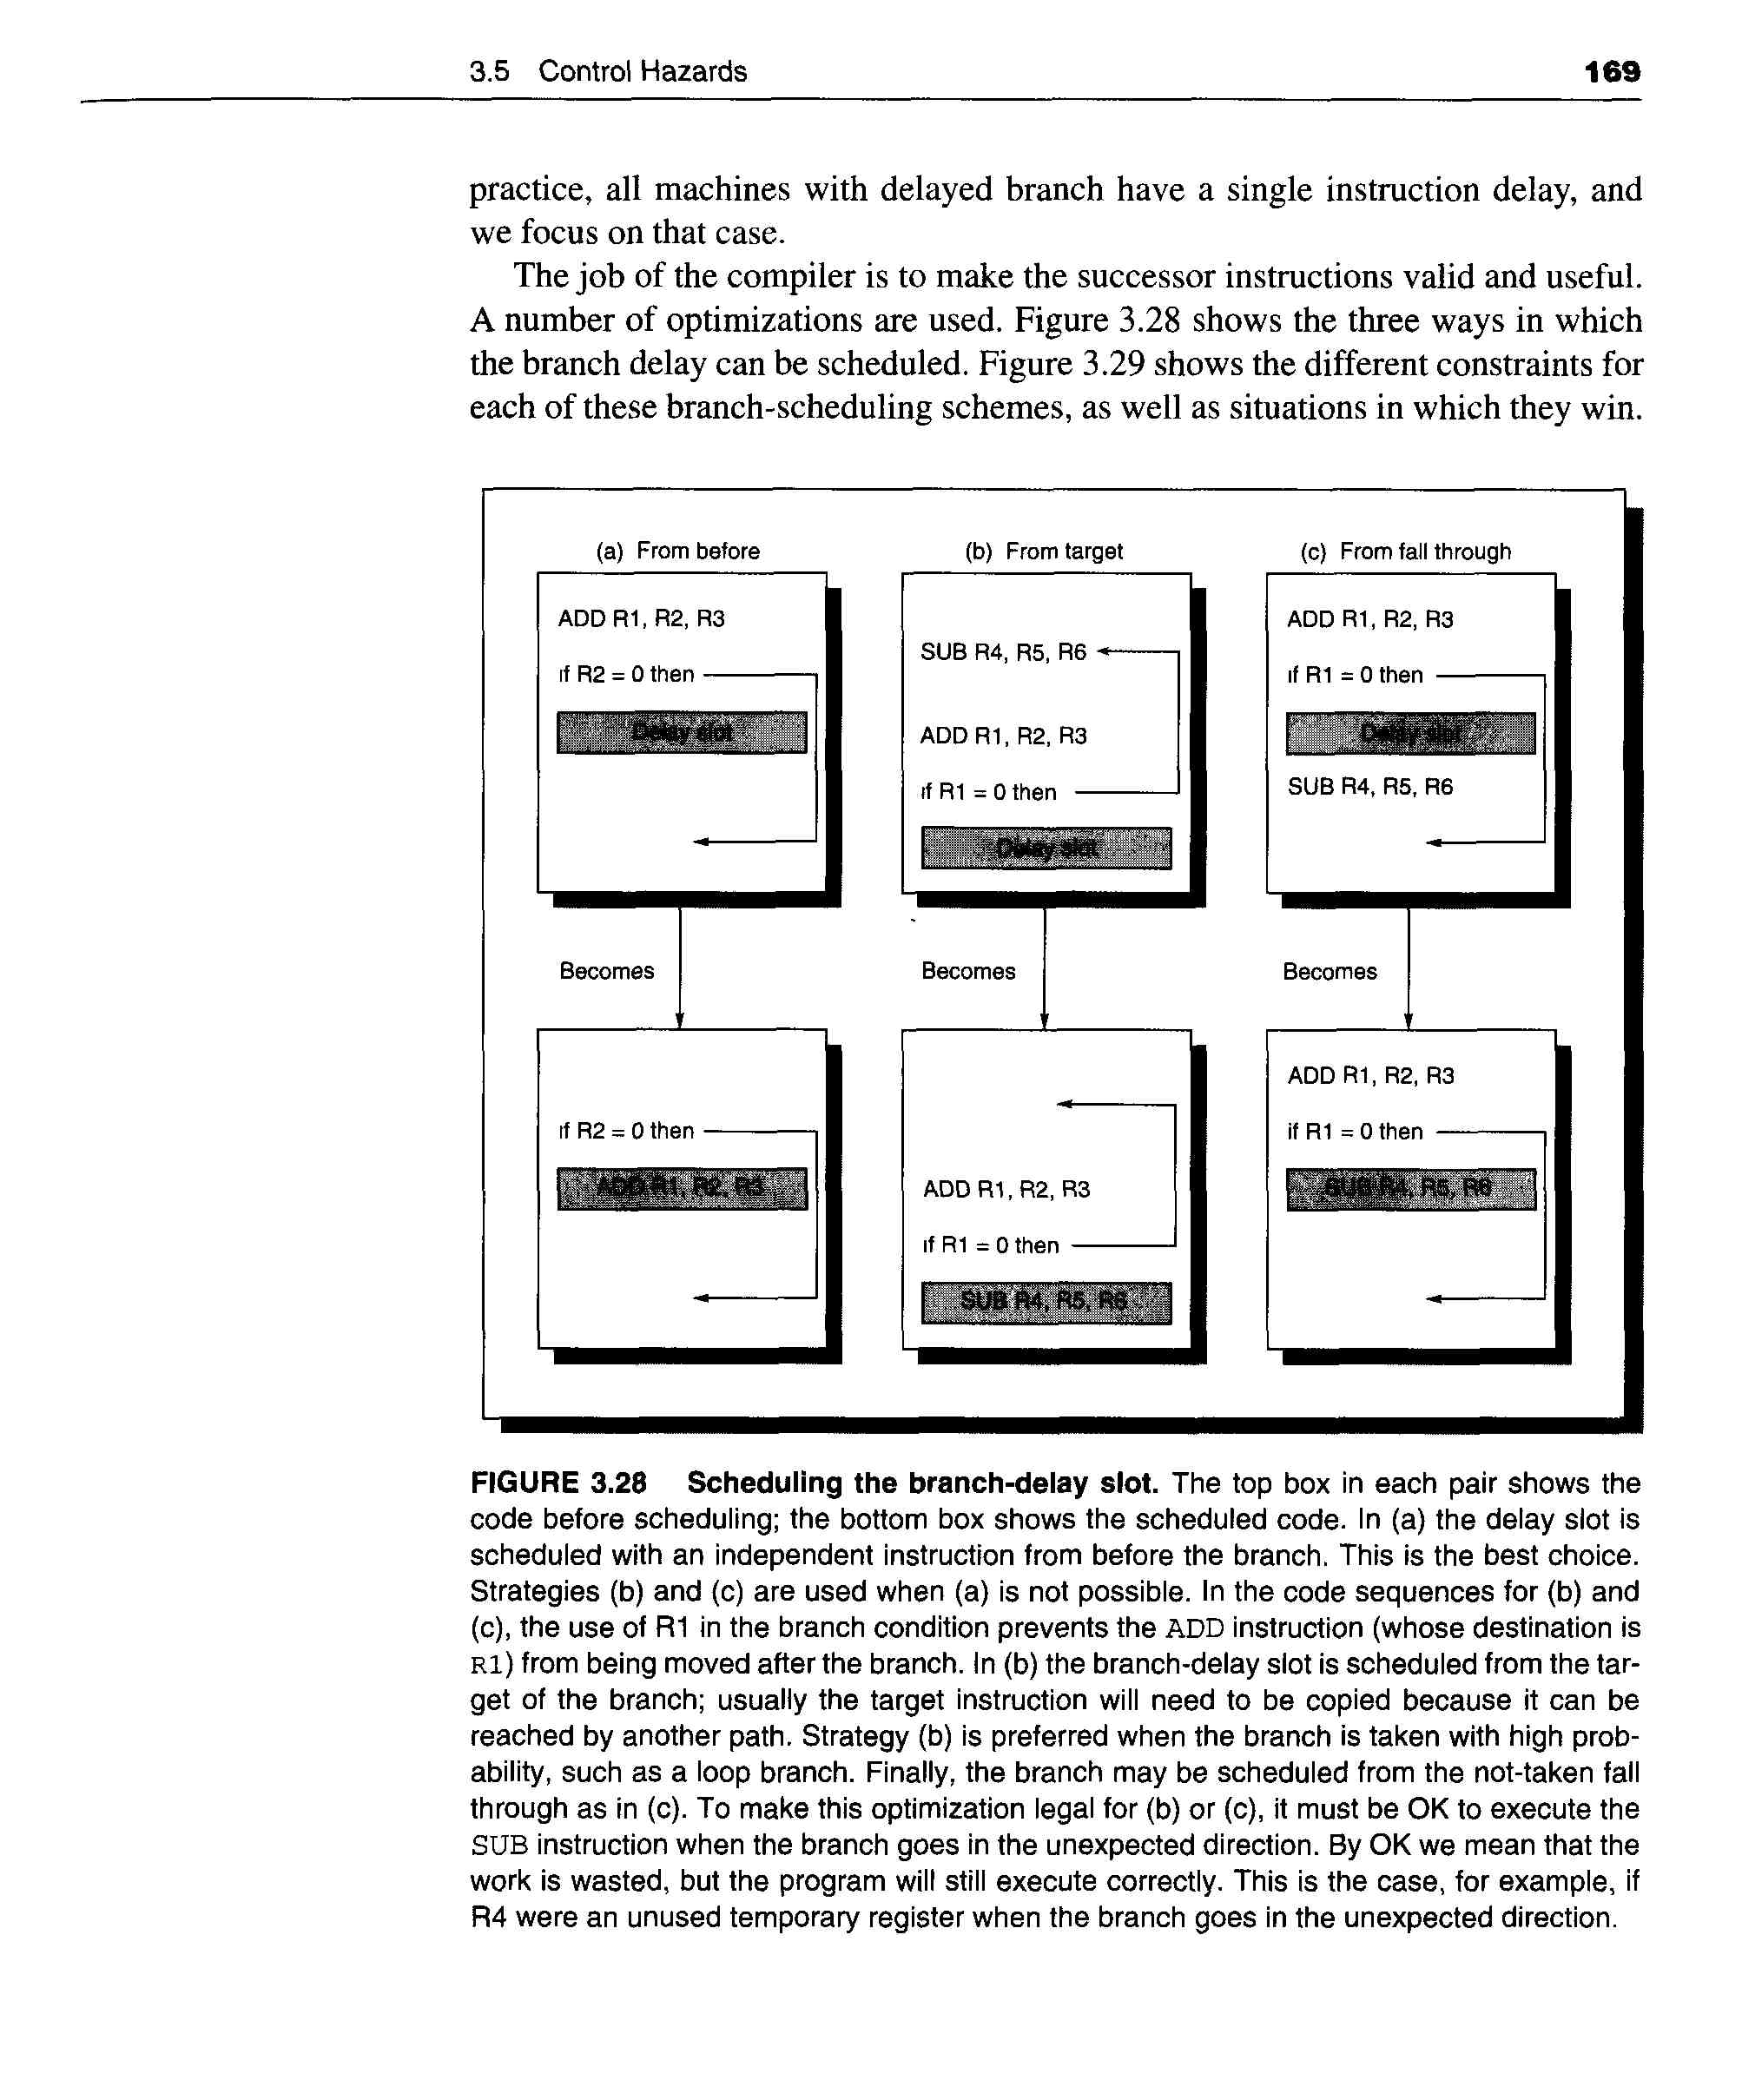 3.5 Control Hazards 169
practice, all machines with delayed branch have a single instruction delay, and
we focus on that case.
The job of the compiler is to make the successor instructions valid and useful.
A number of optimizations are used. Figure 3.28 shows the three ways in which
the branch delay can be scheduled. Figure 3.29 shows the different constraints for
each of these branch-scheduling schemes, as well as situations in which they win.
(a) From before
ADD R1, R2, R3
if R2 = 0 then
Delay slot
Becomes
if R2 = 0 then
ADD R1, R2, R3
(b) From target
SUB R4, R5, R6
ADD R1, R2, R3
if R1 = 0 then
Delay slot
Becomes
ADD R1, R2, R3
if R1 = 0 then
SUB R4, R5, R6
(c) From fall through
ADD R1, R2, R3
if R1 = 0 then
Delay slot
SUB R4, R5, R6
Becomes
ADD R1, R2, R3
if R1 = 0 then
SUB R4, R5, R6
FIGURE 3.28 Scheduling the branch-delay slot. The top box in each pair shows the
code before scheduling; the bottom box shows the scheduled code. In (a) the delay slot is
scheduled with an independent instruction from before the branch. This is the best choice.
Strategies (b) and (c) are used when (a) is not possible. In the code sequences for (b) and
(c), the use of R1 in the branch condition prevents the ADD instruction (whose destination is
R1) from being moved after the branch. In (b) the branch-delay slot is scheduled from the tar-
get of the branch; usually the target instruction will need to be copied because it can be
reached by another path. Strategy (b) is preferred when the branch is taken with high prob-
ability, such as a loop branch. Finally, the branch may be scheduled from the not-taken fall
through as in (c). To make this optimization legal for (b) or (c), it must be OK to execute the
SUB instruction when the branch goes in the unexpected direction. By OK we mean that the
work is wasted, but the program will still execute correctly. This is the case, for example, if
R4 were an unused temporary register when the branch goes in the unexpected direction.